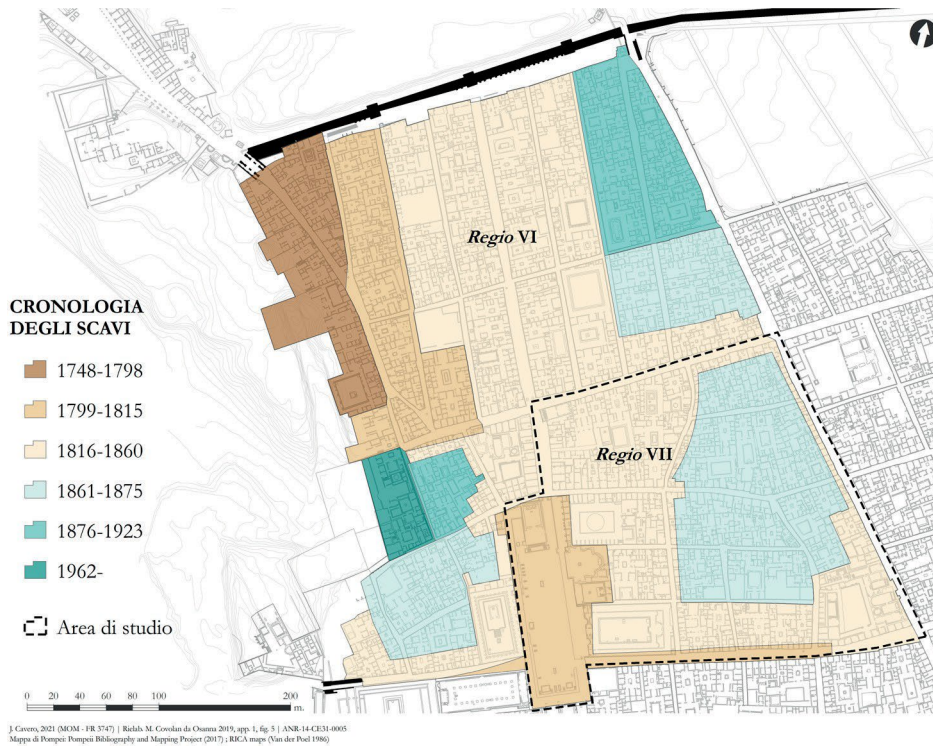 Regio VI
CRONOLOGIA
DEGLI SCAVI
1748-1798
1799-1815
1816-1860
1861-1875
1876-1923
1962-
Area di studio
Regio VII
0 20 40 60 80 100 200
m.
J. Cavero, 2021 (MOM - FR 3747) | Rielab. M. Covolan da Osanna 2019, app. 1, fig. 5 | ANR-14-CE31-0005
Mappa di Pompei: Pompeii Bibliography and Mapping Project (2017) ; RICA maps (Van der Poel 1986)